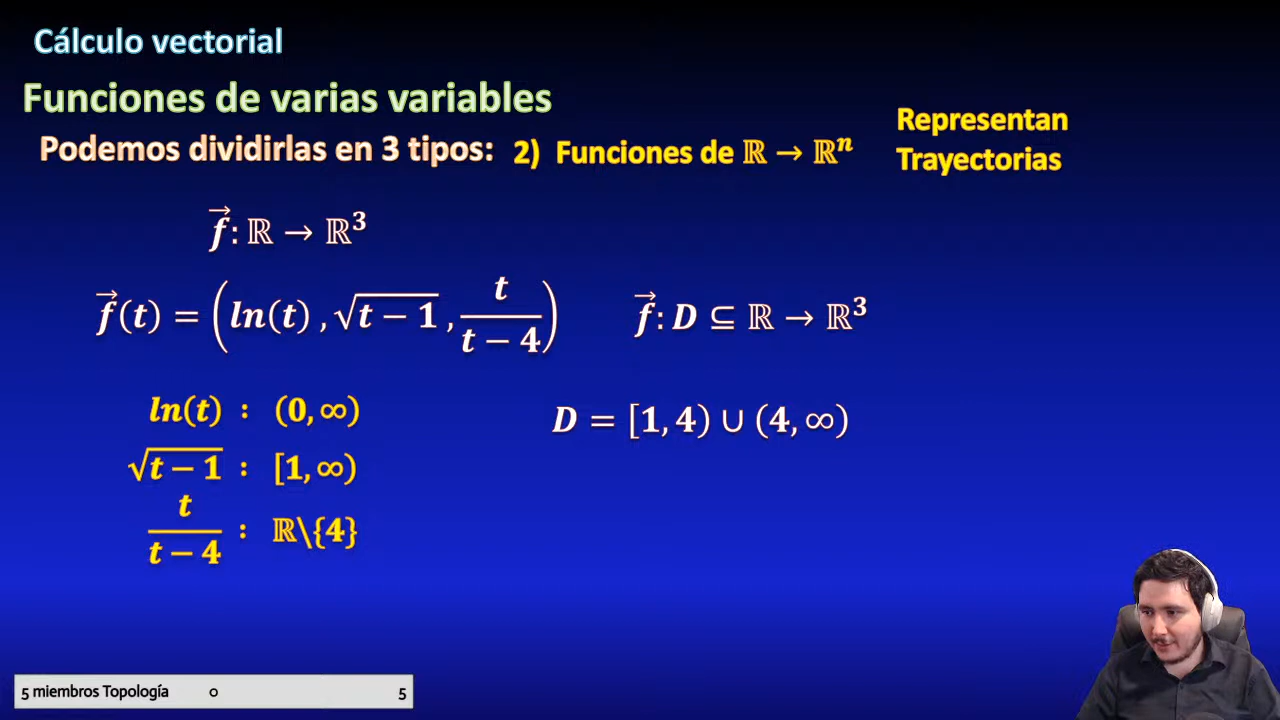 Cálculo vectorial
Funciones de varias variables
Podemos dividirlas en 3 tipos: 2) Funciones de ℝ → ℝⁿ
Representan
Trayectorias
f⃗: ℝ → ℝ³
f⃗(t) = (ln(t), √(t − 1), t/(t − 4))
f⃗: D ⊆ ℝ → ℝ³
ln(t) : (0, ∞)
√(t − 1) : [1, ∞)
t/(t − 4) : ℝ\{4}
D = [1, 4) ∪ (4, ∞)
5 miembros Topología o 5